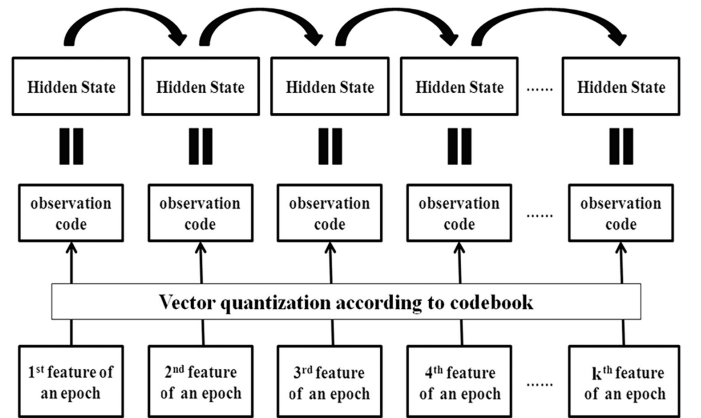 Hidden State Hidden State Hidden State Hidden State ...... Hidden State
observation observation observation observation ...... observation
code code code code code
Vector quantization according to codebook
1st feature of 2nd feature 3rd feature 4th feature kth feature
an epoch of an epoch of an epoch of an epoch ...... of an epoch